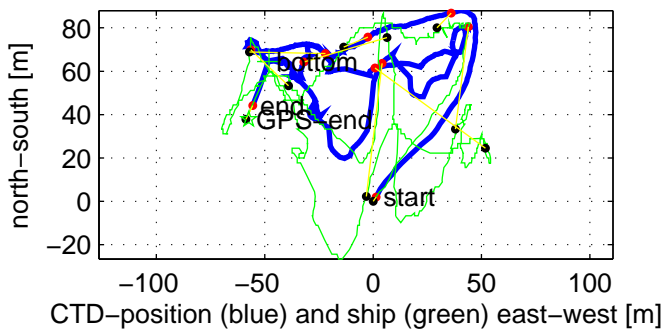 80
60
40
20
0
−20
north−south [m]
bottom
end
GPS−end
start
−100
−50
0
50
100
CTD−position (blue) and ship (green) east−west [m]